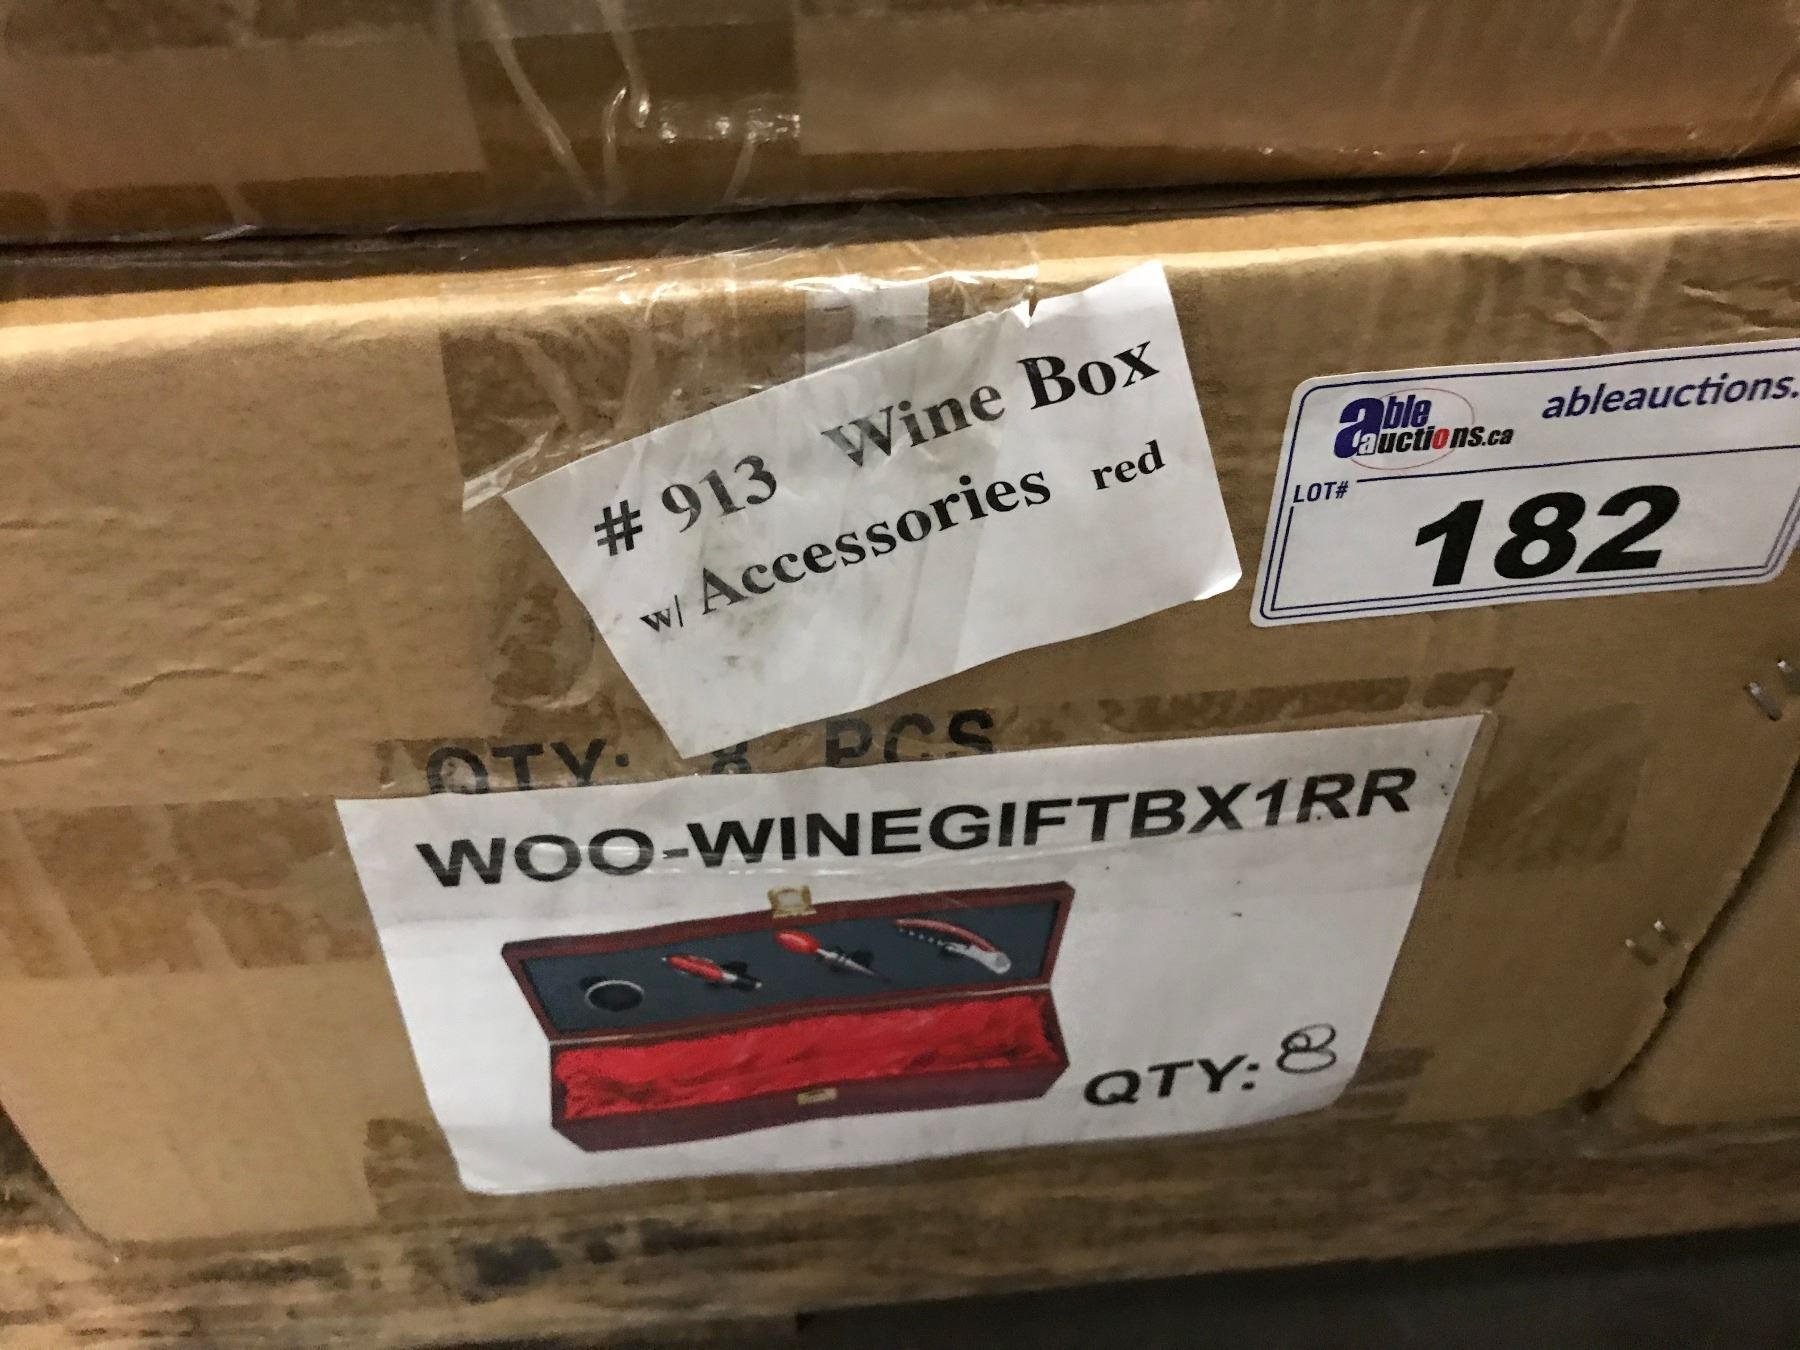 # 913 Wine Box
w/ Accessories red
able auctions.ca
ableauctions.
LOT#
182
QTY: 8 PCS
WOO-WINEGIFTBX1RR
QTY: 8